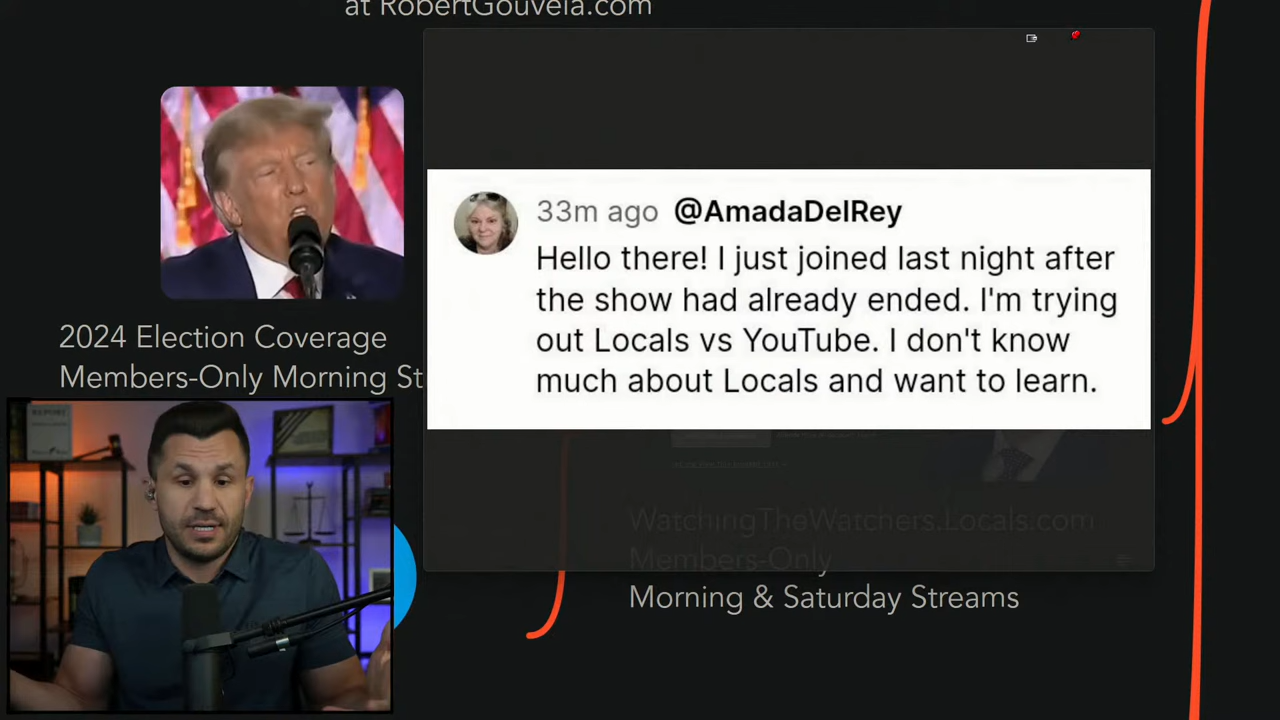 at RobertGouveia.com
33m ago @AmadaDelRey
Hello there! I just joined last night after
the show had already ended. I'm trying
out Locals vs YouTube. I don't know
much about Locals and want to learn.
2024 Election Coverage
Members-Only Morning St
WatchingTheWatchers.Locals.com
Members-Only
Morning & Saturday Streams